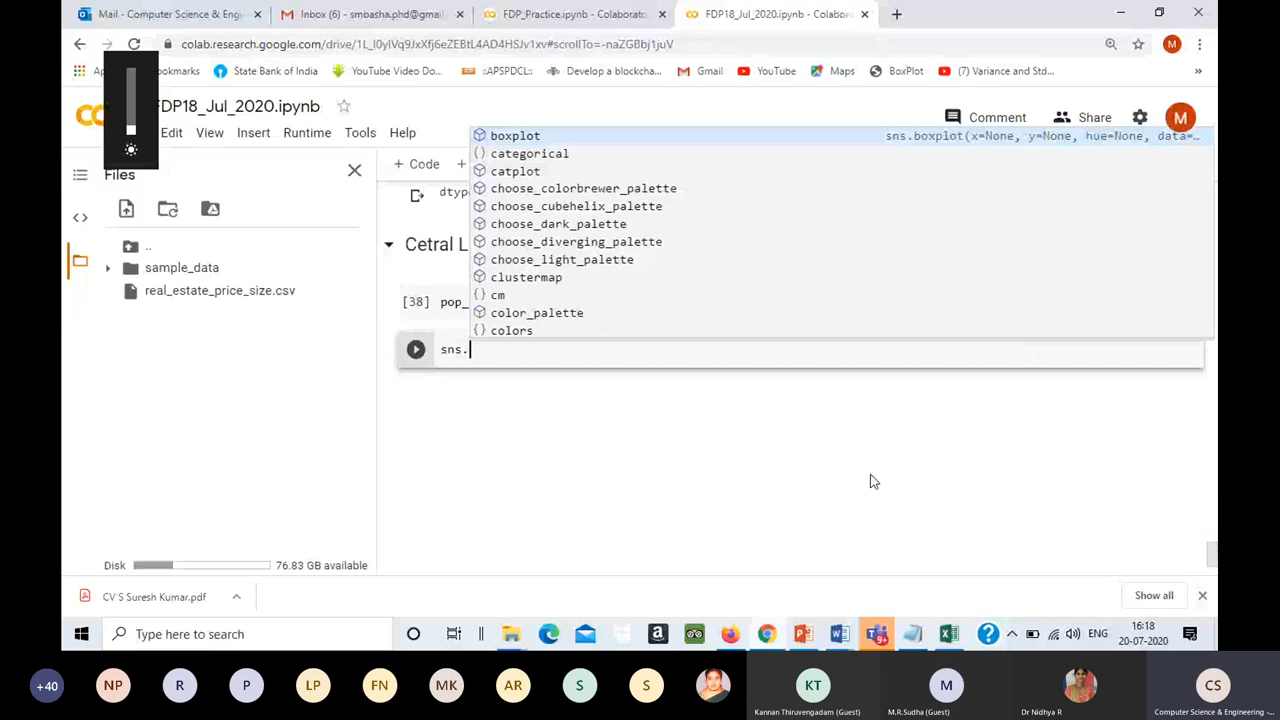 Mail - Computer Science & Engi
Inbox (6) - smbasha.phd@gmail
FDP_Practice.ipynb - Colaborato
FDP18_Jul_2020.ipynb - Colabora
colab.research.google.com/drive/1L_l0ylVq9JxXfj6eZEBtL4AD4HSJv1xv#scrollTo=-naZGBbj1juV
Ap
okmarks
State Bank of India
YouTube Video Do...
::APSPDCL::
Develop a blockcha...
Gmail
YouTube
Maps
BoxPlot
(7) Variance and Std...
»
FDP18_Jul_2020.ipynb
Comment
Share
M
Edit View Insert Runtime Tools Help
Files
+ Code +
boxplot sns.boxplot(x=None, y=None, hue=None, data=…
categorical
catplot
choose_colorbrewer_palette
choose_cubehelix_palette
choose_dark_palette
choose_diverging_palette
choose_light_palette
clustermap
cm
color_palette
colors
dtyp
Cetral L
[38] pop_
sns.
..
sample_data
real_estate_price_size.csv
Disk 76.83 GB available
CV S Suresh Kumar.pdf
Show all
Type here to search
9+
ENG
16:18
20-07-2020
+40 NP R P LP FN MK AR S S KT M CS
Kannan Thiruvengadam (Guest)
M.R.Sudha (Guest)
Dr Nidhya R
Computer Science & Engineering -...